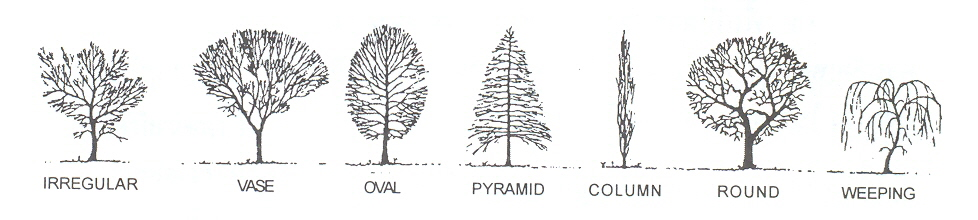 IRREGULAR VASE OVAL PYRAMID COLUMN ROUND WEEPING